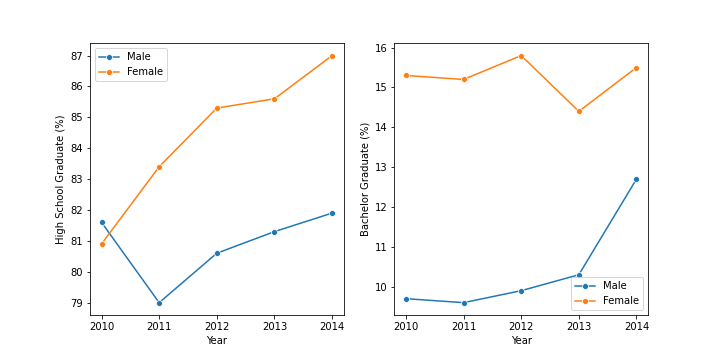 High School Graduate (%)
87
86
85
84
83
82
81
80
79
Male
Female
2010 2011 2012 2013 2014
Year
Bachelor Graduate (%)
16
15
14
13
12
11
10
Male
Female
2010 2011 2012 2013 2014
Year